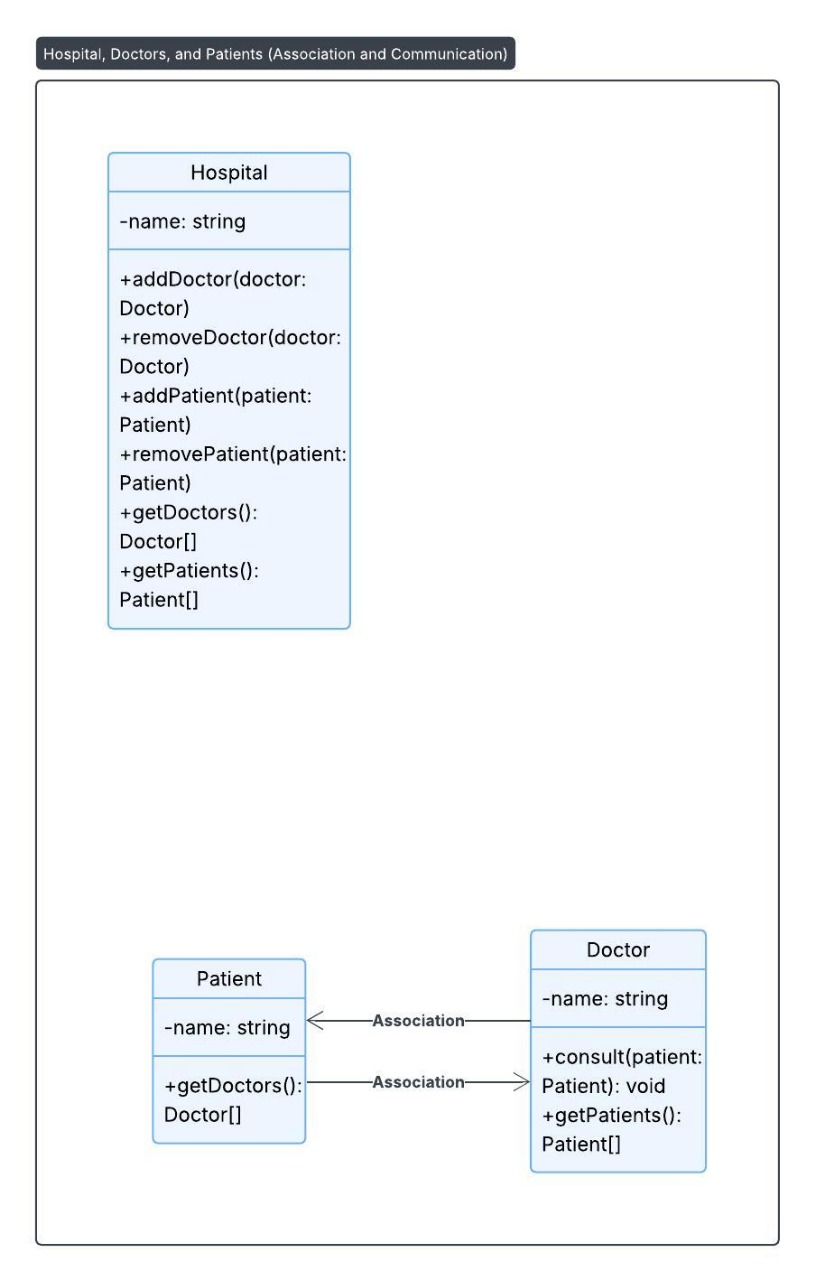 Hospital, Doctors, and Patients (Association and Communication)
Hospital
-name: string
+addDoctor(doctor:
Doctor)
+removeDoctor(doctor:
Doctor)
+addPatient(patient:
Patient)
+removePatient(patient:
Patient)
+getDoctors():
Doctor[]
+getPatients():
Patient[]
Patient
-name: string
+getDoctors():
Doctor[]
Association
Association
Doctor
-name: string
+consult(patient:
Patient): void
+getPatients():
Patient[]